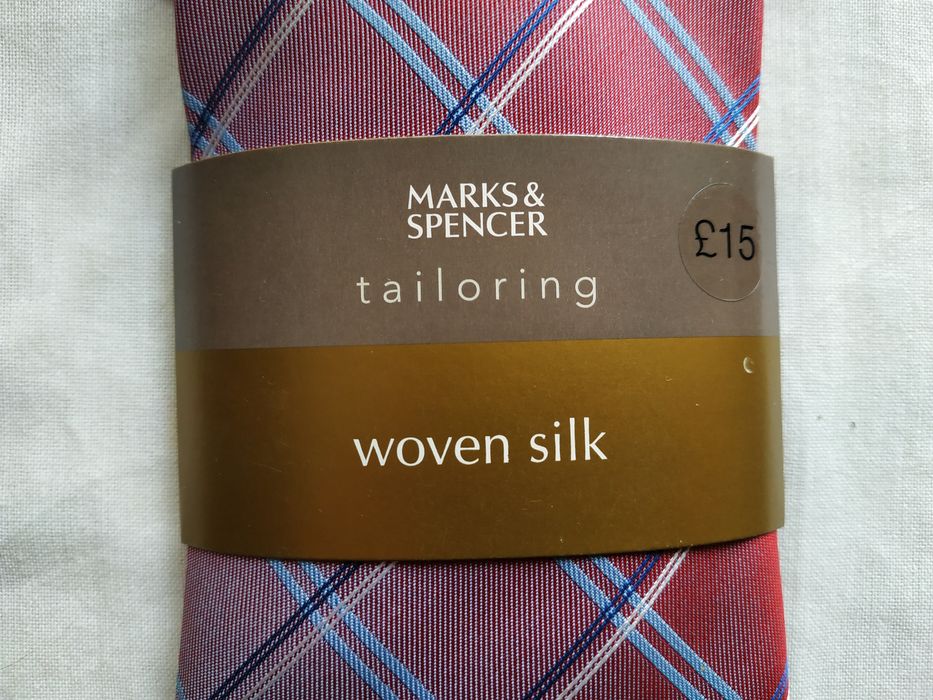 MARKS &
SPENCER
£15
tailoring
woven silk